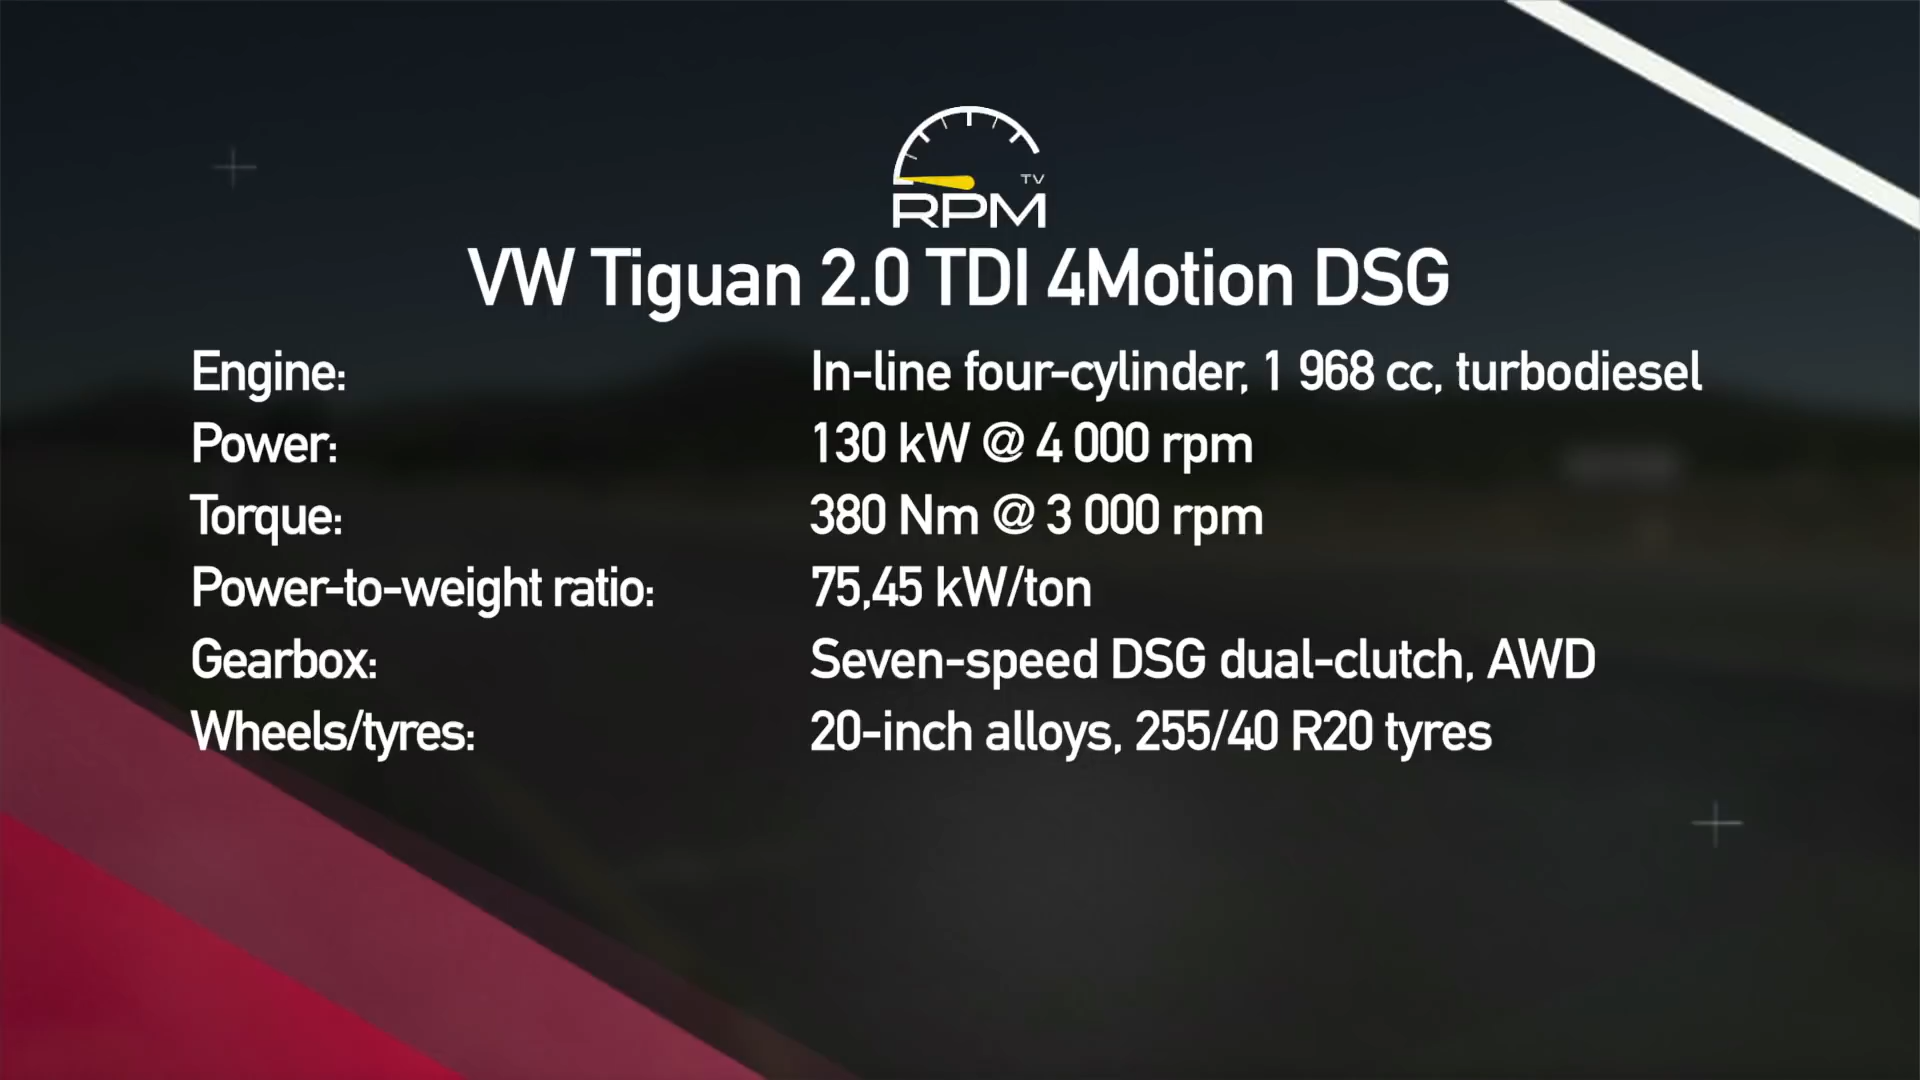 TV
RPM
VW Tiguan 2.0 TDI 4Motion DSG
Engine: In-line four-cylinder, 1 968 cc, turbodiesel
Power: 130 kW @ 4 000 rpm
Torque: 380 Nm @ 3 000 rpm
Power-to-weight ratio: 75,45 kW/ton
Gearbox: Seven-speed DSG dual-clutch, AWD
Wheels/tyres: 20-inch alloys, 255/40 R20 tyres